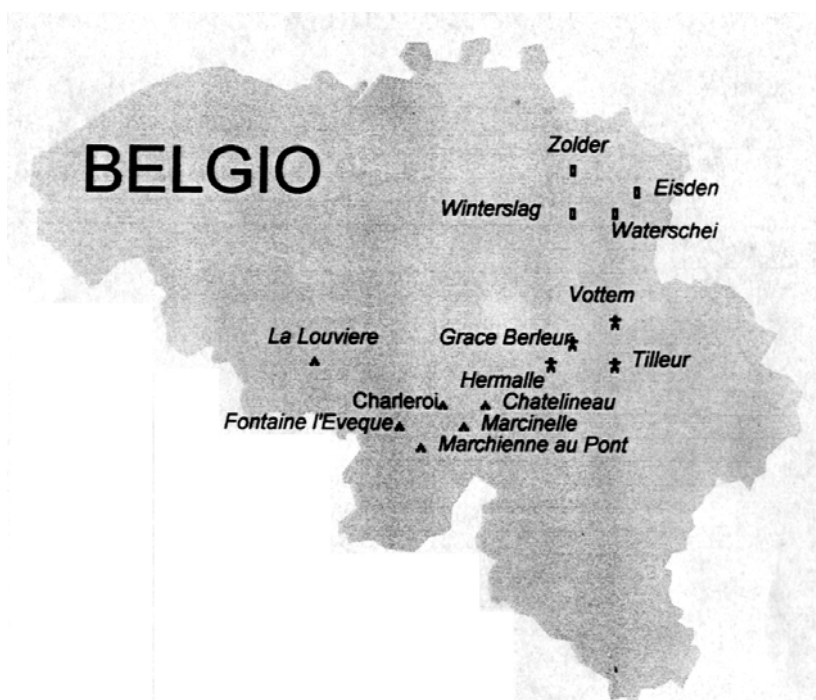 BELGIO
Zolder
Eisden
Winterslag
Waterschei
Vottem
La Louviere
Grace Berleur
Tilleur
Hermalle
Charleroi
Chatelineau
Fontaine l'Eveque
Marcinelle
Marchienne au Pont